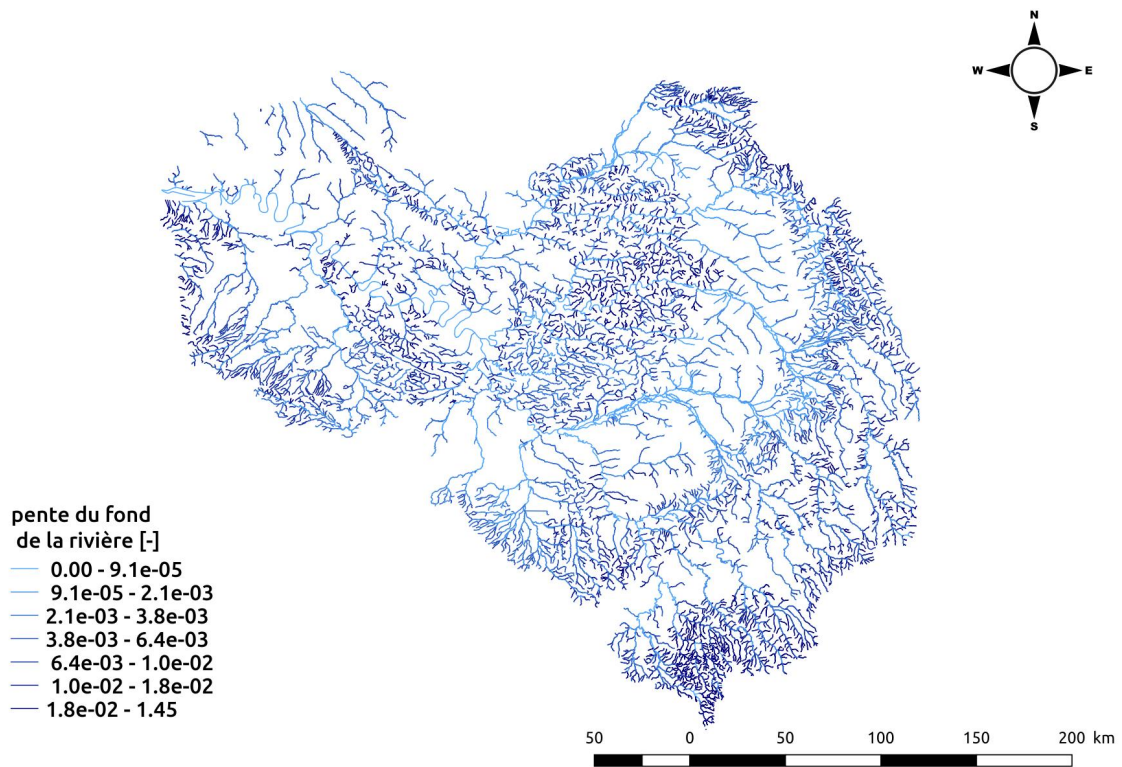 N
W E
S
pente du fond
de la rivière [-]
0.00 - 9.1e-05
9.1e-05 - 2.1e-03
2.1e-03 - 3.8e-03
3.8e-03 - 6.4e-03
6.4e-03 - 1.0e-02
1.0e-02 - 1.8e-02
1.8e-02 - 1.45
50 0 50 100 150 200 km